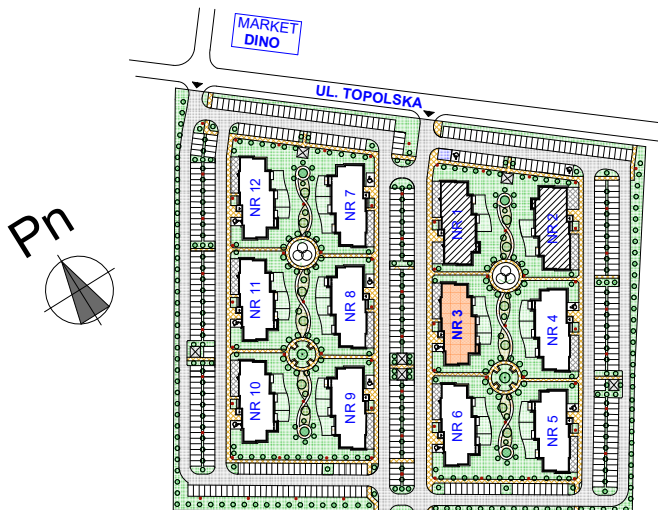 MARKET
DINO
UL. TOPOLSKA
Pn
NR 12
NR 7
NR 1
NR 2
NR 11
NR 8
NR 3
NR 4
NR 10
NR 9
NR 6
NR 5